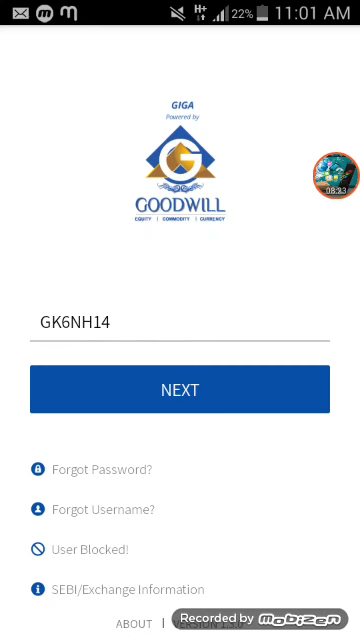 H+ 22% 11:01 AM
GIGA
Powered by
G
GOODWILL
EQUITY | COMMODITY | CURRENCY
08:33
GK6NH14
NEXT
Forgot Password?
Forgot Username?
User Blocked!
SEBI/Exchange Information
ABOUT |
Recorded by mobizen